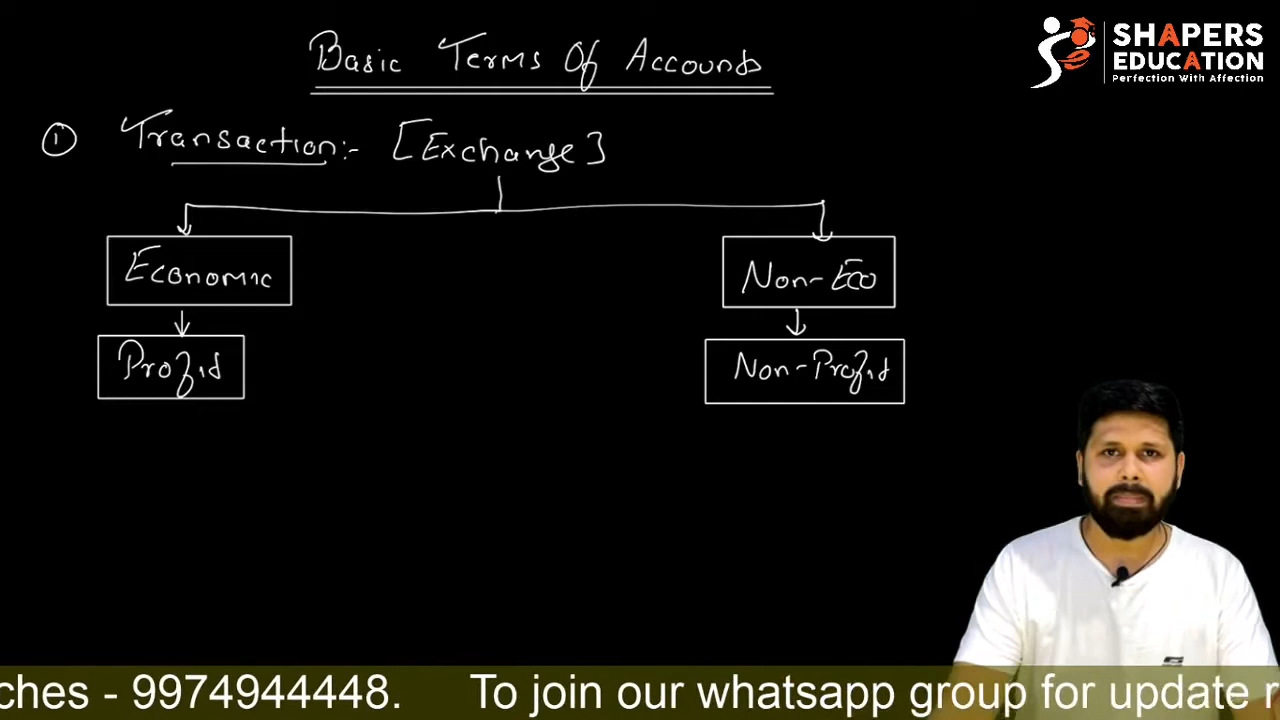 Basic Terms Of Accounts
SHAPERS
EDUCATION
Perfection With Affection
① Transaction:- [Exchange]
Economic
Non-Eco
Profit
Non-Profit
ches - 9974944448. To join our whatsapp group for update r